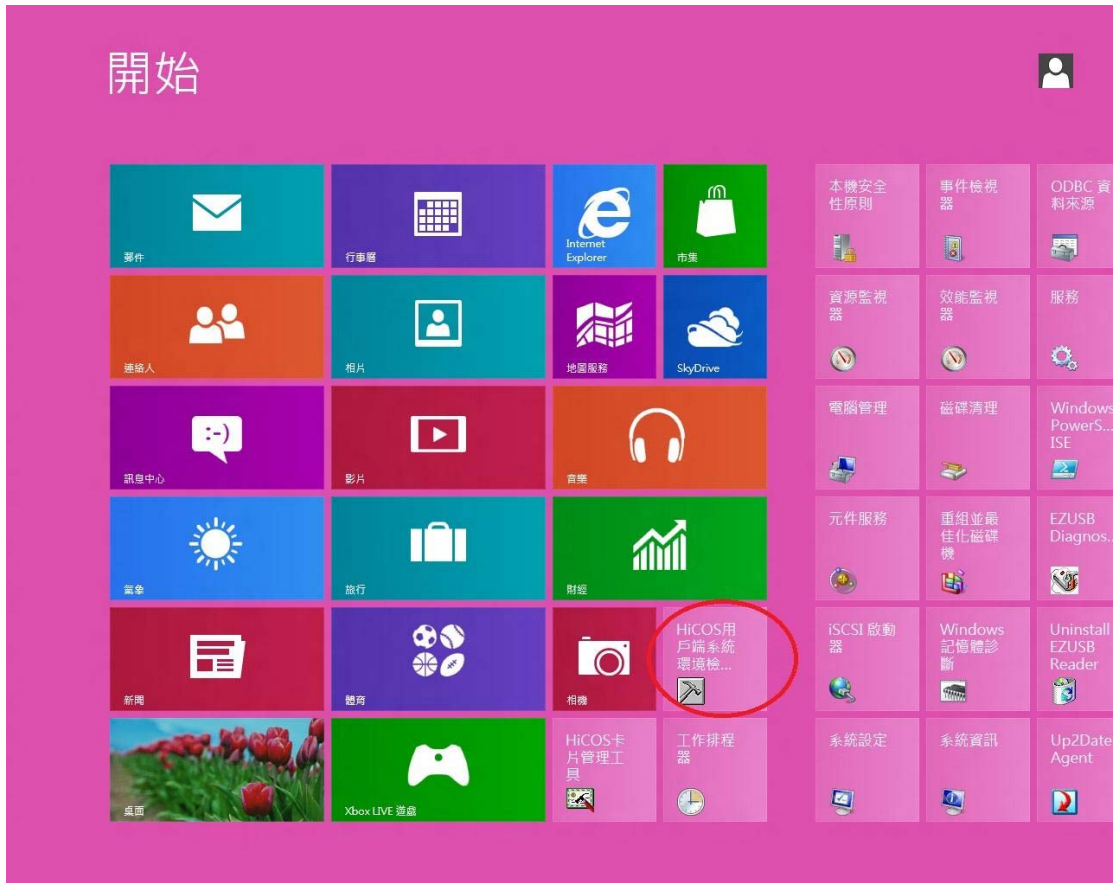 開始
郵件
行事曆
Internet
Explorer
市集
本機安全
性原則
事件檢視
器
ODBC 資
料來源
連絡人
相片
地圖服務
SkyDrive
資源監視
器
效能監視
器
服務
訊息中心
影片
音樂
電腦管理
磁碟清理
Windows
PowerS...
ISE
氣象
旅行
財經
元件服務
重組並最
佳化磁碟
機
EZUSB
Diagnos..
新聞
體育
相機
HiCOS用
戶端系統
環境檢...
iSCSI 啟動
器
Windows
記憶體診
斷
Uninstall
EZUSB
Reader
桌面
Xbox LIVE 遊戲
HiCOS卡
片管理工
具
工作排程
器
系統設定
系統資訊
Up2Date
Agent